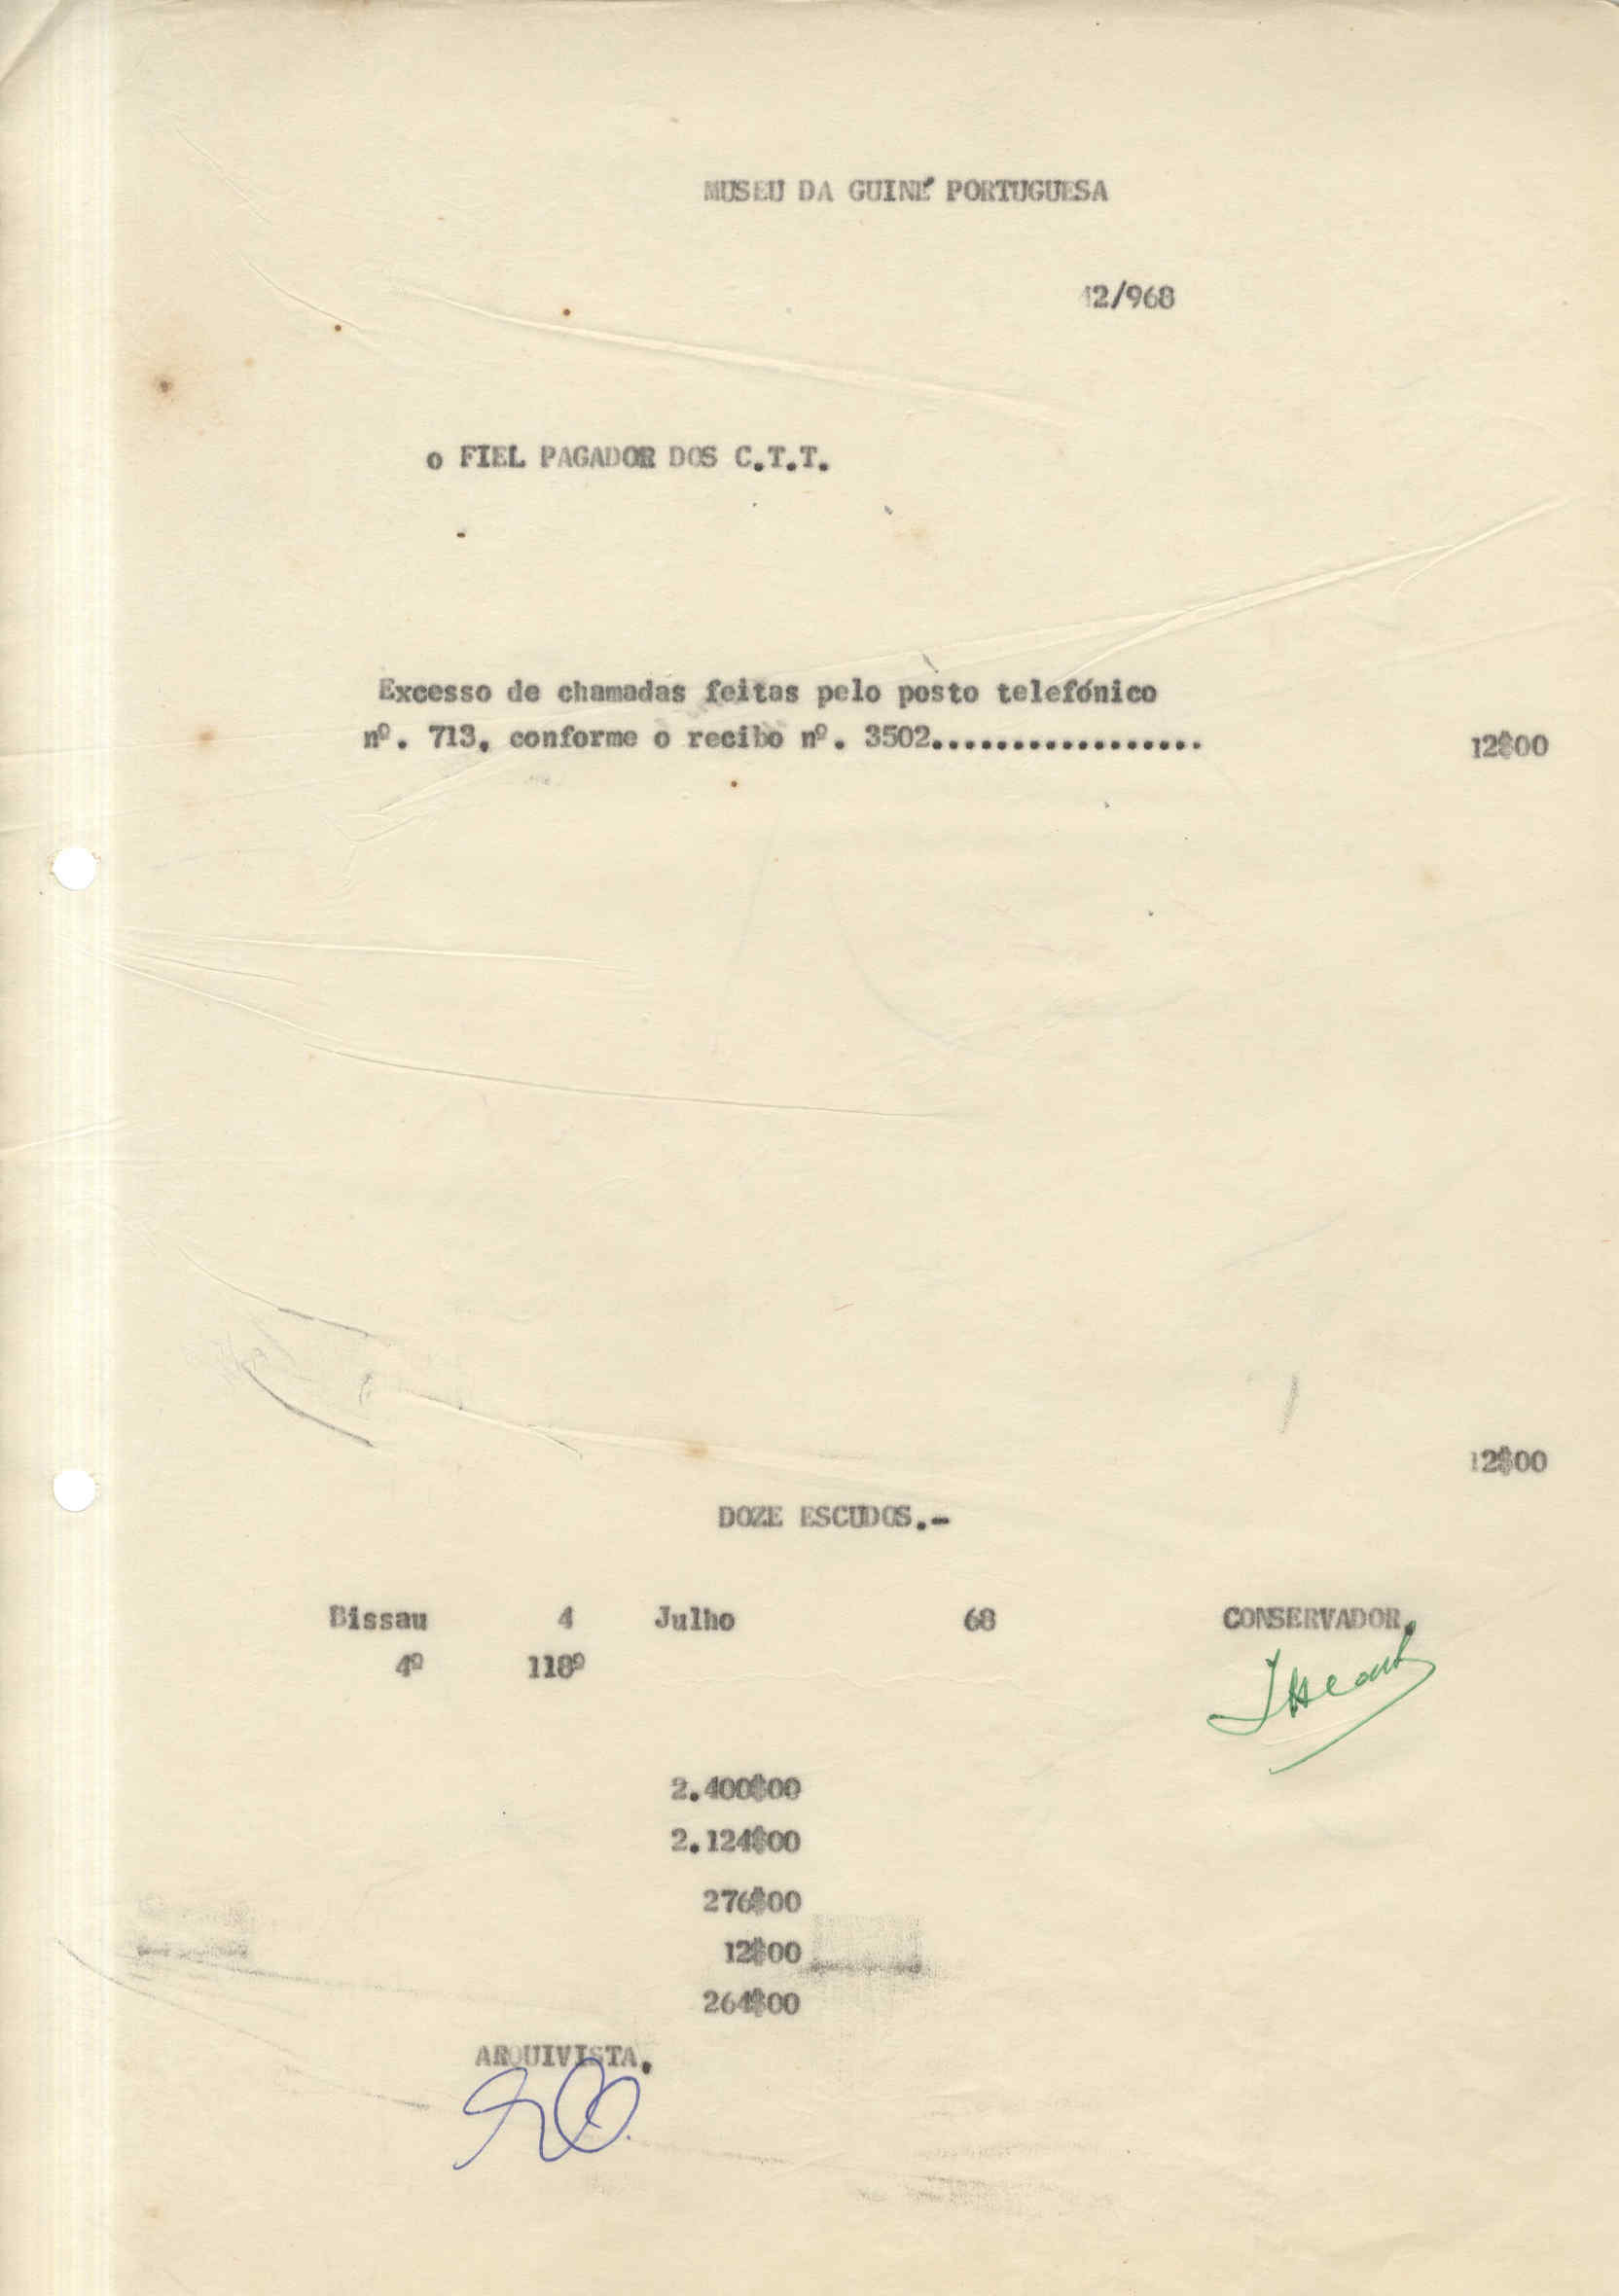 MUSEU DA GUINÉ PORTUGUESA
12/968
o FIEL PAGADOR DOS C.T.T.
-
Excesso de chamadas feitas pelo posto telefónico
nº. 713, conforme o recibo nº. 3502................. 12$00
12$00
DOZE ESCUDOS.-
Bissau 4 Julho 68 CONSERVADOR,
4º 118º
2.400$00
2.124$00
276$00
12$00
264$00
ARQUIVISTA.